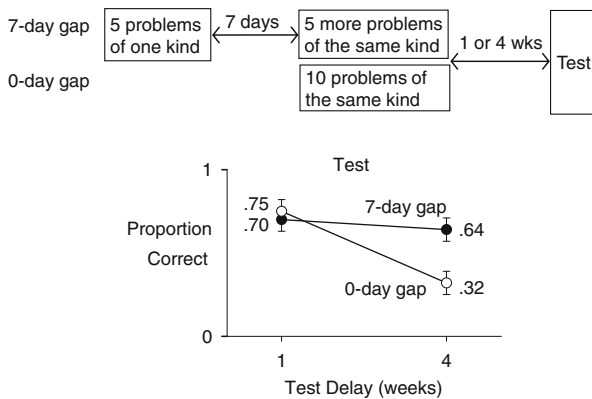 7-day gap
5 problems
of one kind
7 days
5 more problems
of the same kind
1 or 4 wks
Test
0-day gap
10 problems of
the same kind
Test
1
.75
.70
7-day gap
.64
Proportion
Correct
0-day gap
.32
0
1
4
Test Delay (weeks)